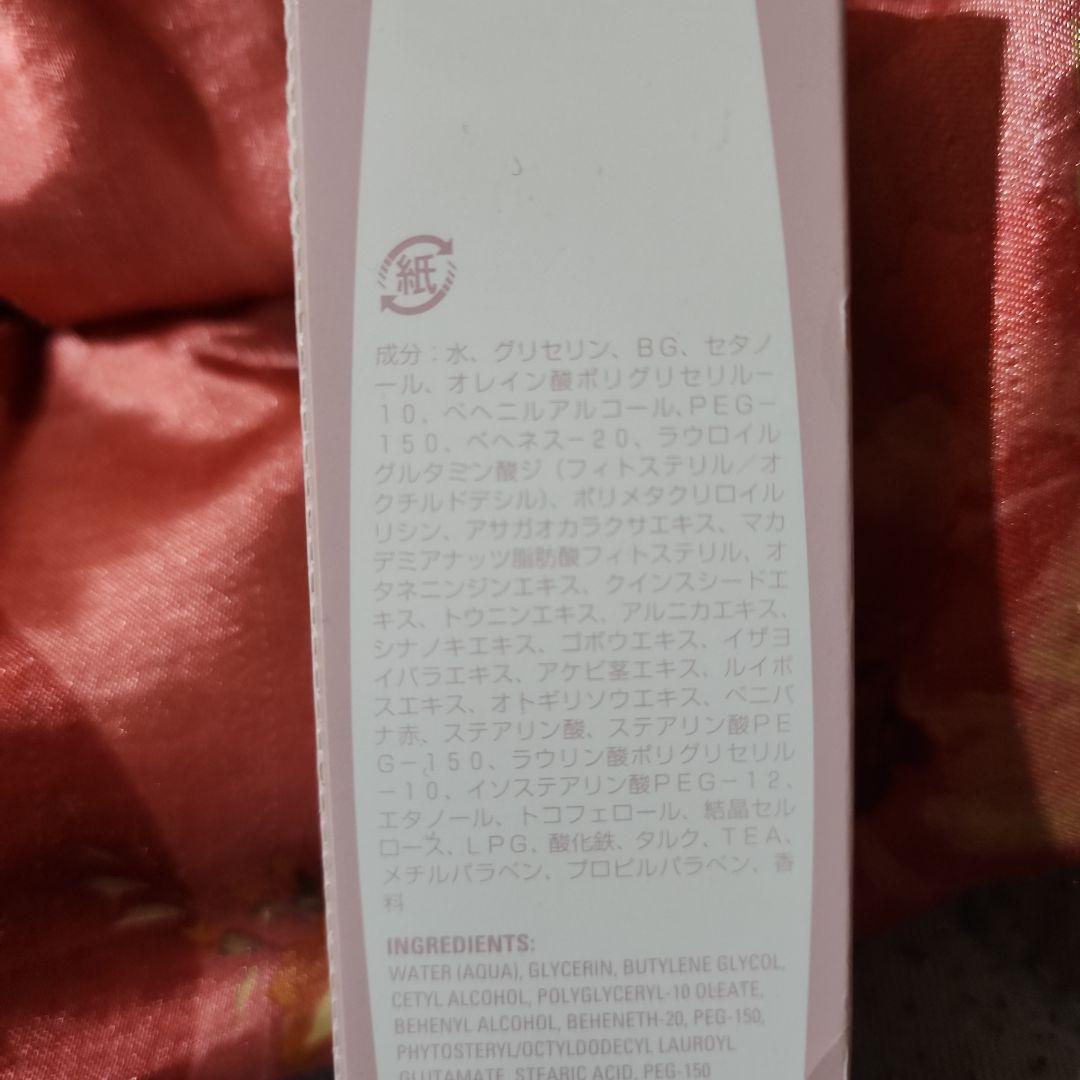 紙
成分：水、グリセリン、BG、セタノ
ール、オレイン酸ポリグリセリルー
10、ベヘニルアルコール、PEG－
150、ベヘネス－20、ラウロイル
グルタミン酸ジ（フィトステリル／オ
クチルドデシル）、ポリメタクリロイル
リシン、アサガオカラクサエキス、マカ
デミアナッツ脂肪酸フィトステリル、オ
タネニンジンエキス、クインスシードエ
キス、トウニンエキス、アルニカエキス、
シナノキエキス、ゴボウエキス、イザヨ
イバラエキス、アケビ茎エキス、ルイボ
スエキス、オトギリソウエキス、ベニバ
ナ赤、ステアリン酸、ステアリン酸PE
G－150、ラウリン酸ポリグリセリル
－10、イソステアリン酸PEG－12、
エタノール、トコフェロール、結晶セル
ロース、LPG、酸化鉄、タルク、TEA、
メチルパラベン、プロピルパラベン、香
料
INGREDIENTS:
WATER (AQUA), GLYCERIN, BUTYLENE GLYCOL,
CETYL ALCOHOL, POLYGLYCERYL-10 OLEATE,
BEHENYL ALCOHOL, BEHENETH-20, PEG-150,
PHYTOSTERYL/OCTYLDODECYL LAUROYL
GLUTAMATE, STEARIC ACID, PEG-150